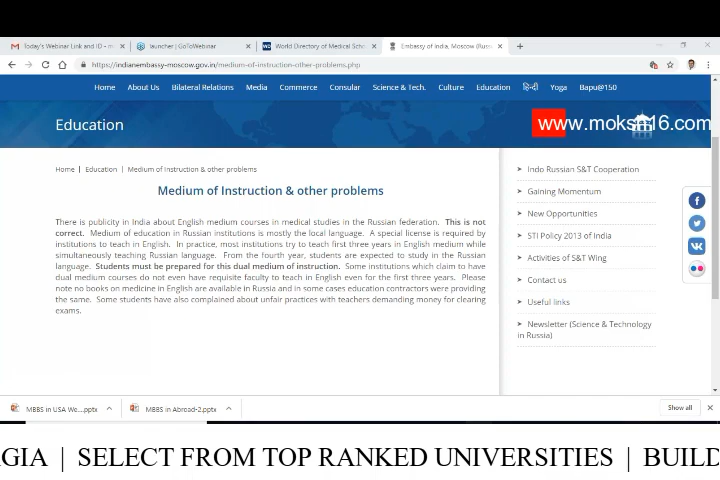 Today's Webinar Link and ID - m
launcher | GoToWebinar
World Directory of Medical Scho
Embassy of India, Moscow (Russi
https://indianembassy-moscow.gov.in/medium-of-instruction-other-problems.php
Home About Us Bilateral Relations Media Commerce Consular Science & Tech. Culture Education हिन्दी Yoga Bapu@150
Education
Home | Education | Medium of Instruction & other problems
Medium of Instruction & other problems
There is publicity in India about English medium courses in medical studies in the Russian federation. This is not
correct. Medium of education in Russian institutions is mostly the local language. A special license is required by
institutions to teach in English. In practice, most institutions try to teach first three years in English medium while
simultaneously teaching Russian language. From the fourth year, students are expected to study in the Russian
language. Students must be prepared for this dual medium of instruction. Some institutions which claim to have
dual medium courses do not even have requisite faculty to teach in English even for the first three years. Please
note no books on medicine in English are available in Russia and in some cases education contractors were providing
the same. Some students have also complained about unfair practices with teachers demanding money for clearing
exams.
Indo Russian S&T Cooperation
Gaining Momentum
New Opportunities
STI Policy 2013 of India
Activities of S&T Wing
Contact us
Useful links
Newsletter (Science & Technology
in Russia)
MBBS in USA We....pptx
MBBS in Abroad-2.pptx
Show all
GIA | SELECT FROM TOP RANKED UNIVERSITIES | BUILD